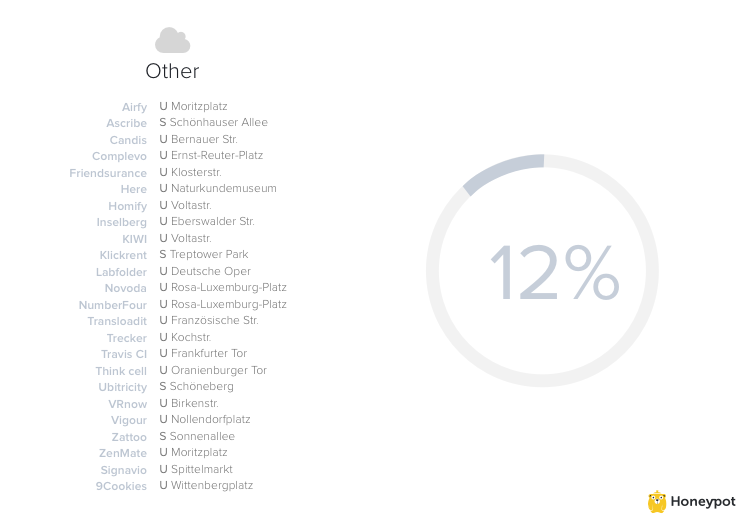 Other
Airfy U Moritzplatz
Ascribe S Schönhauser Allee
Candis U Bernauer Str.
Complevo U Ernst-Reuter-Platz
Friendsurance U Klosterstr.
Here U Naturkundemuseum
Homify U Voltastr.
Inselberg U Eberswalder Str.
KIWI U Voltastr.
Klickrent S Treptower Park
Labfolder U Deutsche Oper
Novoda U Rosa-Luxemburg-Platz
NumberFour U Rosa-Luxemburg-Platz
Transloadit U Französische Str.
Trecker U Kochstr.
Travis CI U Frankfurter Tor
Think cell U Oranienburger Tor
Ubitricity S Schöneberg
VRnow U Birkenstr.
Vigour U Nollendorfplatz
Zattoo S Sonnenallee
ZenMate U Moritzplatz
Signavio U Spittelmarkt
9Cookies U Wittenbergplatz
12%
Honeypot